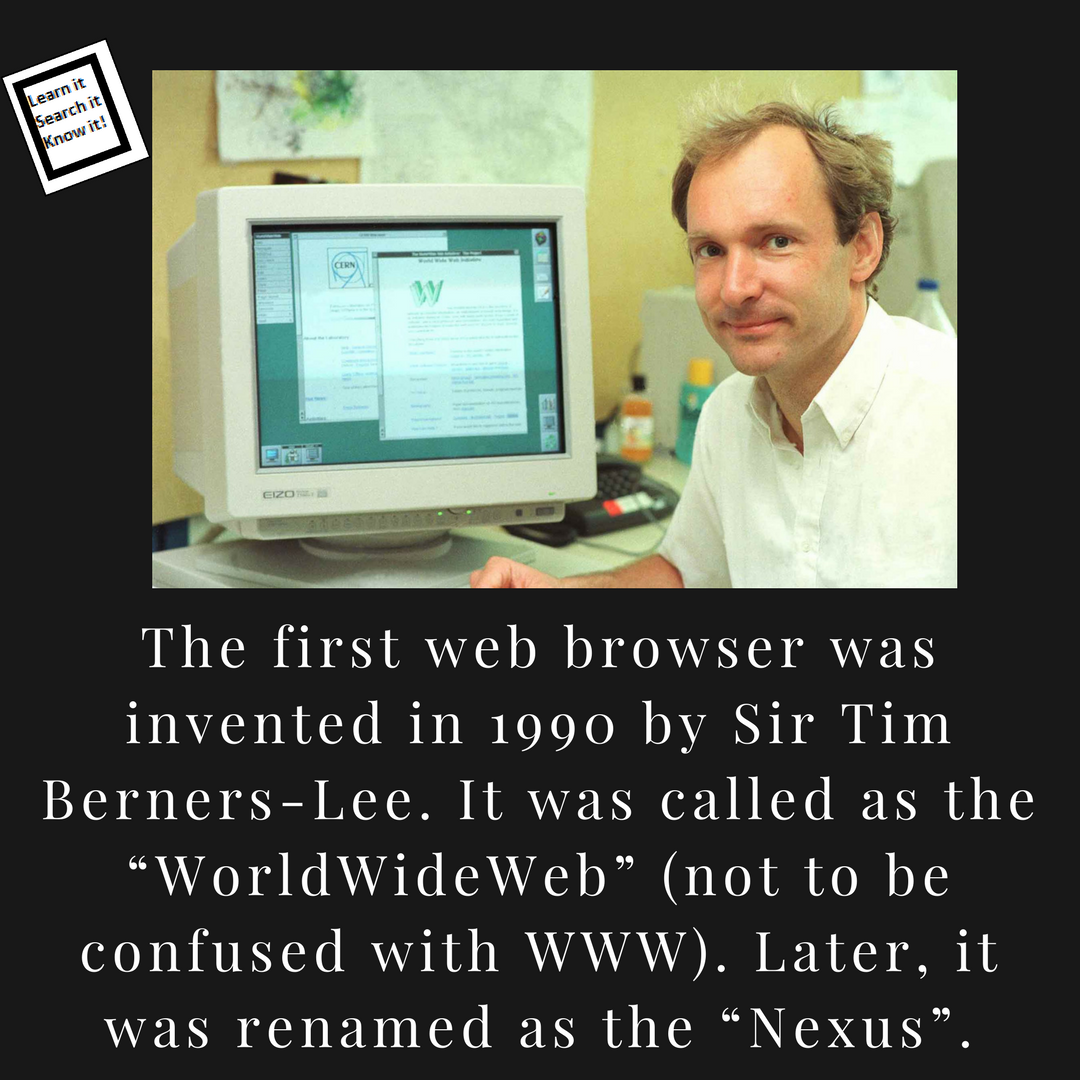 Learn it
Search it
Know it!
CERN
World Wide Web
W
EIZO
The first web browser was
invented in 1990 by Sir Tim
Berners-Lee. It was called as the
“WorldWideWeb” (not to be
confused with WWW). Later, it
was renamed as the “Nexus”.